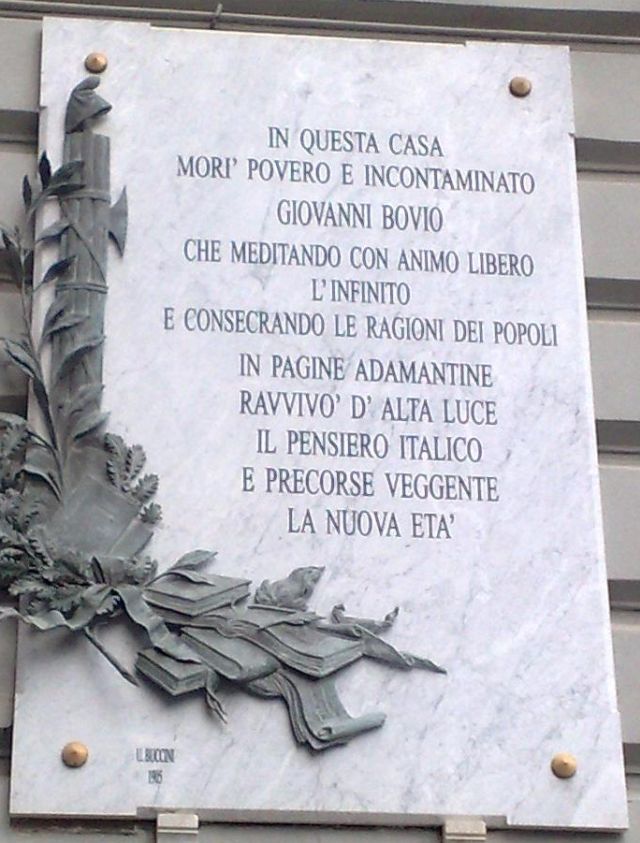 IN QUESTA CASA
MORI' POVERO E INCONTAMINATO
GIOVANNI BOVIO
CHE MEDITANDO CON ANIMO LIBERO
L'INFINITO
E CONSECRANDO LE RAGIONI DEI POPOLI
IN PAGINE ADAMANTINE
RAVVIVO' D' ALTA LUCE
IL PENSIERO ITALICO
E PRECORSE VEGGENTE
LA NUOVA ETA'
U. BUCCINI
1905